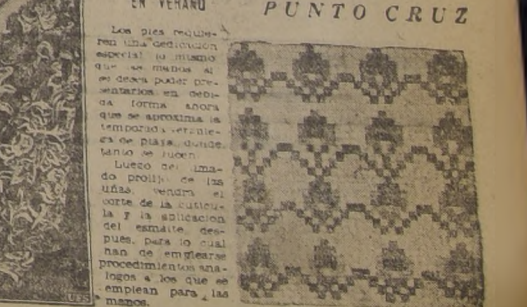 EN VERANO
PUNTO CRUZ
Los pies requie-
ren una dedicación
especial lo mismo
que las manos si
se desea poder pre-
sentarlos en debi-
da forma ahora
que se aproxima la
temporada
de playa, donde
tanto se lucen.
Luego del lima-
do prolijo de las
uñas, vendrá el
corte de la cutícu-
la y la aplicación
del esmalte, des-
pués, para lo cual
han de emplearse
procedimientos aná-
logos a los que se
emplean para las
manos.